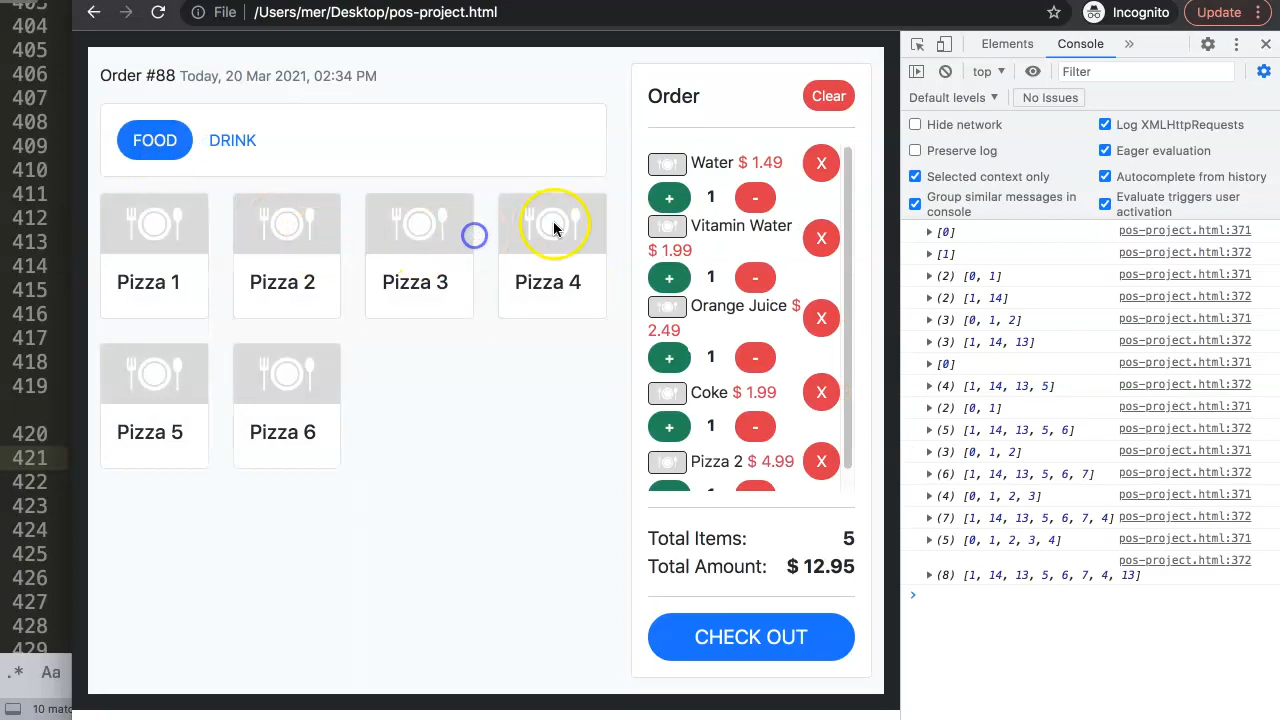 File /Users/mer/Desktop/pos-project.html Incognito Update
404
405
406
407
408
409
410
411
412
413
414
415
416
417
418
419
420
421
422
423
424
425
426
427
428
429
.* Aa
10 matc
Order #88 Today, 20 Mar 2021, 02:34 PM
FOOD DRINK
Pizza 1 Pizza 2 Pizza 3 Pizza 4
Pizza 5 Pizza 6
Order Clear
Water $ 1.49 X
+ 1 -
Vitamin Water
$ 1.99 X
+ 1 -
Orange Juice $
2.49 X
+ 1 -
Coke $ 1.99 X
+ 1 -
Pizza 2 $ 4.99 X
Total Items: 5
Total Amount: $ 12.95
CHECK OUT
Elements Console »
top ▼ Filter
Default levels ▼ No Issues
Hide network Log XMLHttpRequests
Preserve log Eager evaluation
Selected context only Autocomplete from history
Group similar messages in console Evaluate triggers user activation
[0] pos-project.html:371
[1] pos-project.html:372
(2) [0, 1] pos-project.html:371
(2) [1, 14] pos-project.html:372
(3) [0, 1, 2] pos-project.html:371
(3) [1, 14, 13] pos-project.html:372
[0] pos-project.html:371
(4) [1, 14, 13, 5] pos-project.html:372
(2) [0, 1] pos-project.html:371
(5) [1, 14, 13, 5, 6] pos-project.html:372
(3) [0, 1, 2] pos-project.html:371
(6) [1, 14, 13, 5, 6, 7] pos-project.html:372
(4) [0, 1, 2, 3] pos-project.html:371
(7) [1, 14, 13, 5, 6, 7, 4] pos-project.html:372
(5) [0, 1, 2, 3, 4] pos-project.html:371
pos-project.html:372
(8) [1, 14, 13, 5, 6, 7, 4, 13]